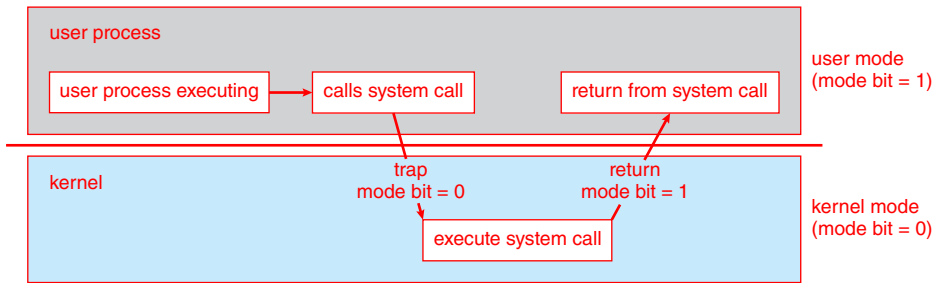 user process
user process executing
calls system call
return from system call
user mode
(mode bit = 1)
kernel
trap
mode bit = 0
return
mode bit = 1
execute system call
kernel mode
(mode bit = 0)